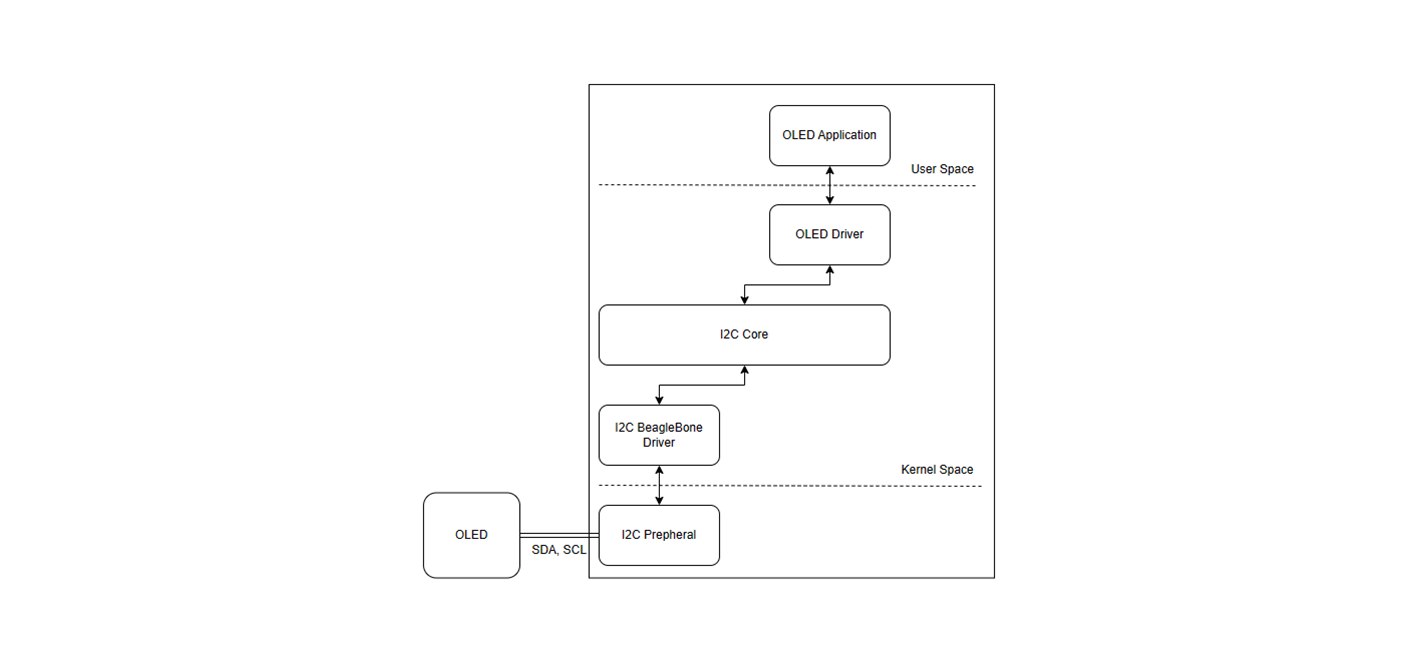 OLED Application
User Space
OLED Driver
I2C Core
I2C BeagleBone
Driver
Kernel Space
OLED
SDA, SCL
I2C Prepheral